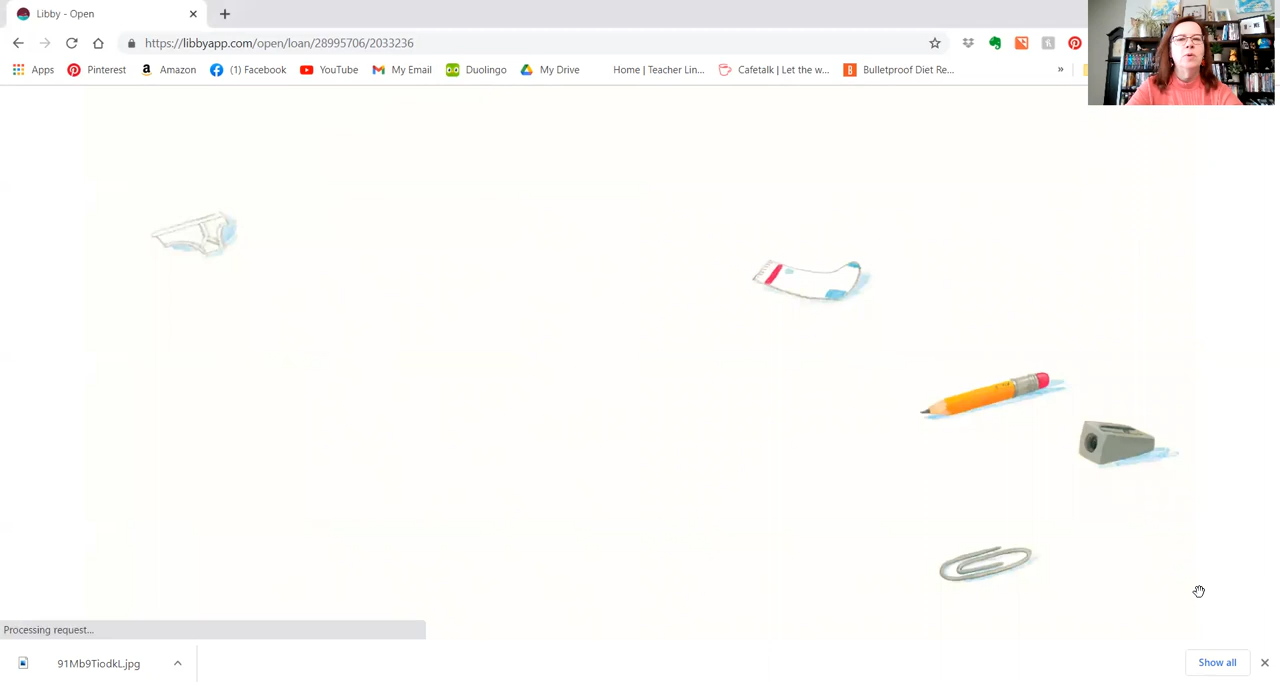 Libby - Open
https://libbyapp.com/open/loan/28995706/2033236
Apps Pinterest Amazon (1) Facebook YouTube My Email Duolingo My Drive Home | Teacher Lin... Cafetalk | Let the w... Bulletproof Diet Re... »
Processing request...
91Mb9TiodkL.jpg Show all